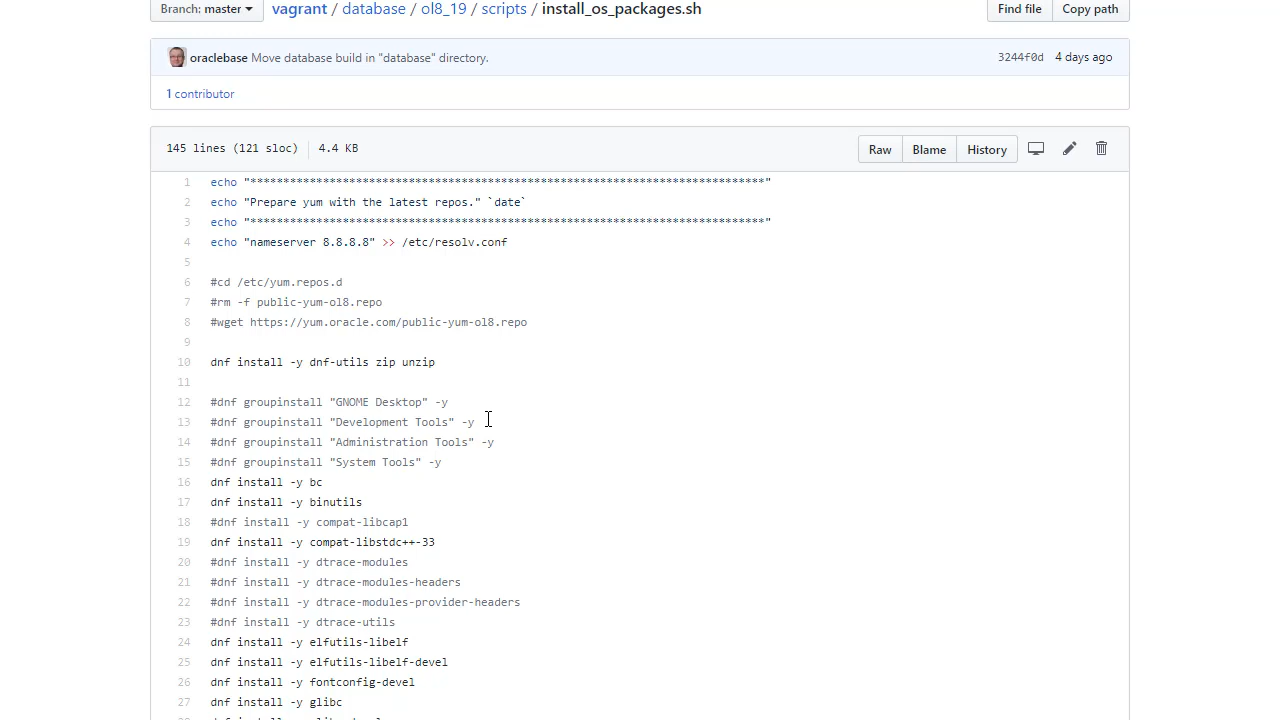 Branch: master
vagrant / database / ol8_19 / scripts / install_os_packages.sh
Find file
Copy path
oraclebase Move database build in "database" directory.
3244f0d 4 days ago
1 contributor
145 lines (121 sloc) 4.4 KB
Raw
Blame
History
1 echo "******************************************************************************"
2 echo "Prepare yum with the latest repos." `date`
3 echo "******************************************************************************"
4 echo "nameserver 8.8.8.8" >> /etc/resolv.conf
5
6 #cd /etc/yum.repos.d
7 #rm -f public-yum-ol8.repo
8 #wget https://yum.oracle.com/public-yum-ol8.repo
9
10 dnf install -y dnf-utils zip unzip
11
12 #dnf groupinstall "GNOME Desktop" -y
13 #dnf groupinstall "Development Tools" -y
14 #dnf groupinstall "Administration Tools" -y
15 #dnf groupinstall "System Tools" -y
16 dnf install -y bc
17 dnf install -y binutils
18 #dnf install -y compat-libcap1
19 dnf install -y compat-libstdc++-33
20 #dnf install -y dtrace-modules
21 #dnf install -y dtrace-modules-headers
22 #dnf install -y dtrace-modules-provider-headers
23 #dnf install -y dtrace-utils
24 dnf install -y elfutils-libelf
25 dnf install -y elfutils-libelf-devel
26 dnf install -y fontconfig-devel
27 dnf install -y glibc